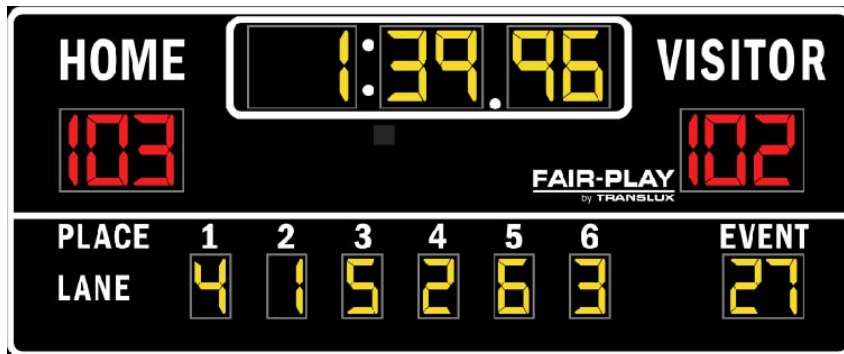 HOME 1:39.96 VISITOR
103 102
FAIR-PLAY
by TRANSLUX
PLACE 1 2 3 4 5 6 EVENT
LANE 4 1 5 2 6 3 27